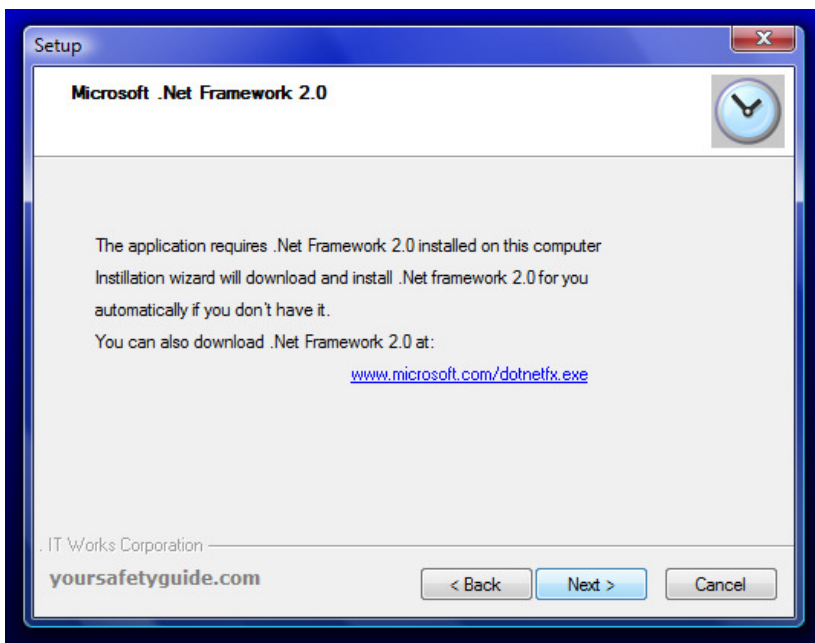 Setup
Microsoft .Net Framework 2.0
The application requires .Net Framework 2.0 installed on this computer
Instillation wizard will download and install .Net framework 2.0 for you
automatically if you don't have it.
You can also download .Net Framework 2.0 at:
www.microsoft.com/dotnetfx.exe
. IT Works Corporation
yoursafetyguide.com
< Back Next > Cancel